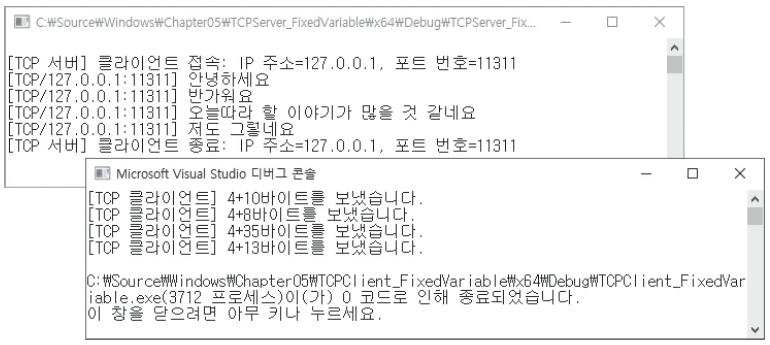 C:₩Source₩Windows₩Chapter05₩TCPServer_FixedVariable₩x64₩Debug₩TCPServer_Fix...
[TCP 서버] 클라이언트 접속: IP 주소=127.0.0.1, 포트 번호=11311
[TCP/127.0.0.1:11311] 안녕하세요
[TCP/127.0.0.1:11311] 반가워요
[TCP/127.0.0.1:11311] 오늘따라 할 이야기가 많을 것 같네요
[TCP/127.0.0.1:11311] 저도 그렇네요
[TCP 서버] 클라이언트 종료: IP 주소=127.0.0.1, 포트 번호=11311
Microsoft Visual Studio 디버그 콘솔
[TCP 클라이언트] 4+10바이트를 보냈습니다.
[TCP 클라이언트] 4+8바이트를 보냈습니다.
[TCP 클라이언트] 4+35바이트를 보냈습니다.
[TCP 클라이언트] 4+13바이트를 보냈습니다.
C:₩Source₩Windows₩Chapter05₩TCPClient_FixedVariable₩x64₩Debug₩TCPClient_FixedVar
iable.exe(3712 프로세스)이(가) 0 코드로 인해 종료되었습니다.
이 창을 닫으려면 아무 키나 누르세요.